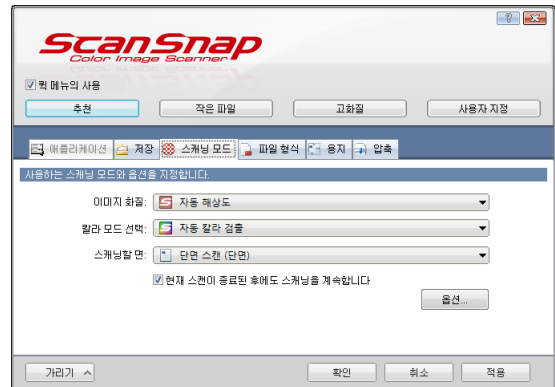 ScanSnap
Color Image Scanner
퀵 메뉴의 사용
추천 작은 파일 고화질 사용자 지정
애플리케이션 저장 스캐닝 모드 파일 형식 용지 압축
사용하는 스캐닝 모드와 옵션을 지정합니다.
이미지 화질: 자동 해상도
칼라 모드 선택: 자동 칼라 검출
스캐닝할 면: 단면 스캔 (단면)
현재 스캔이 종료된 후에도 스캐닝을 계속합니다
옵션...
가리기 확인 취소 적용